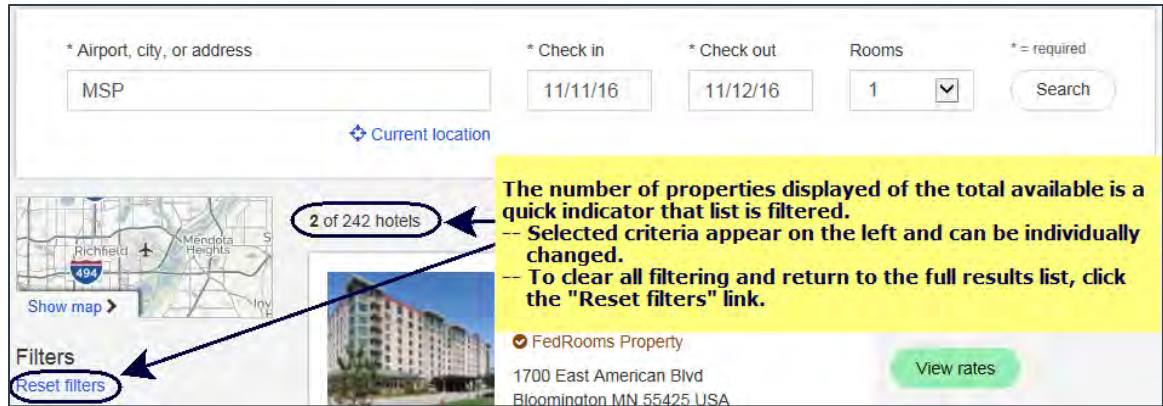 * Airport, city, or address
* Check in
* Check out
Rooms
* = required
MSP
11/11/16
11/12/16
1
Search
Current location
The number of properties displayed of the total available is a
quick indicator that list is filtered.
-- Selected criteria appear on the left and can be individually
changed.
-- To clear all filtering and return to the full results list, click
the "Reset filters" link.
2 of 242 hotels
Richfield
Mendota
Heights
S
494
Inv
Show map
FedRooms Property
1700 East American Blvd
Bloomington MN 55425 USA
View rates
Filters
Reset filters